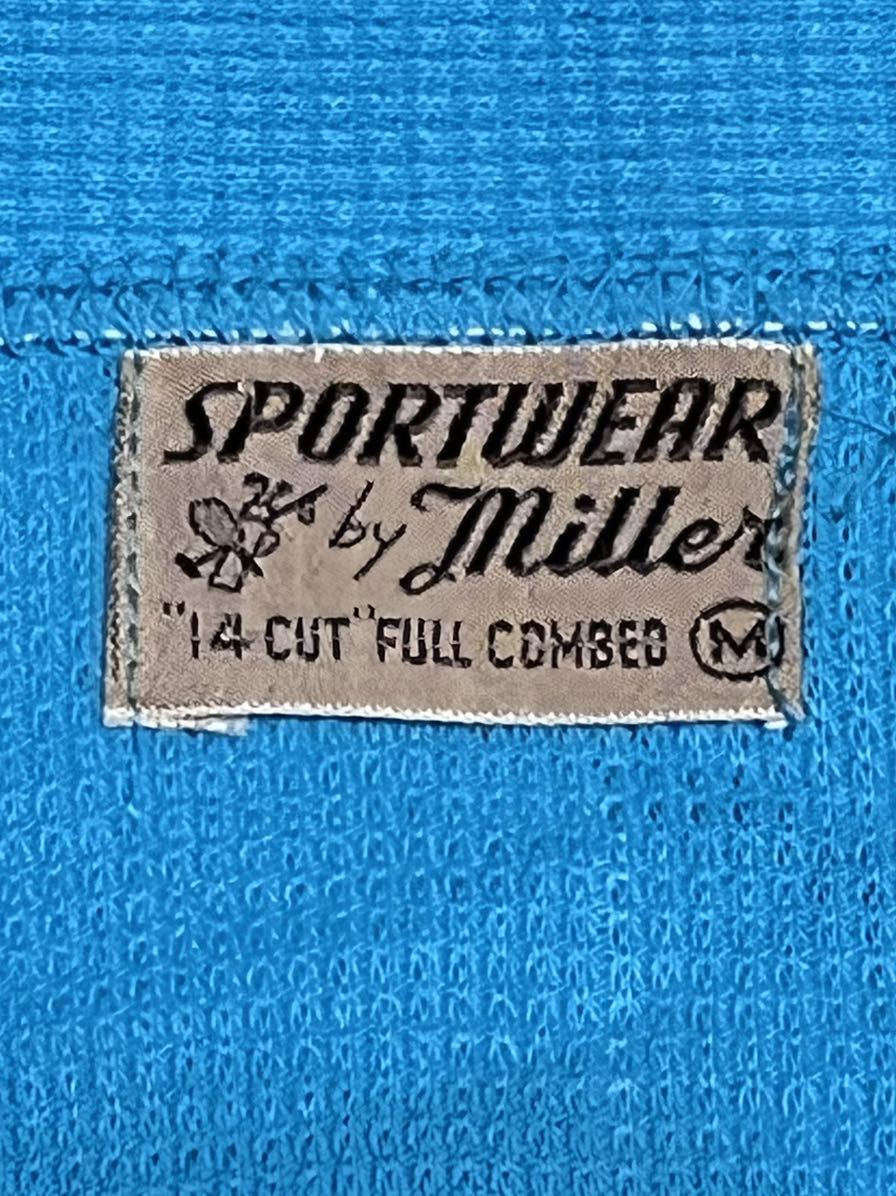 SPORTWEAR
by Miller
"14 CUT" FULL COMBED M